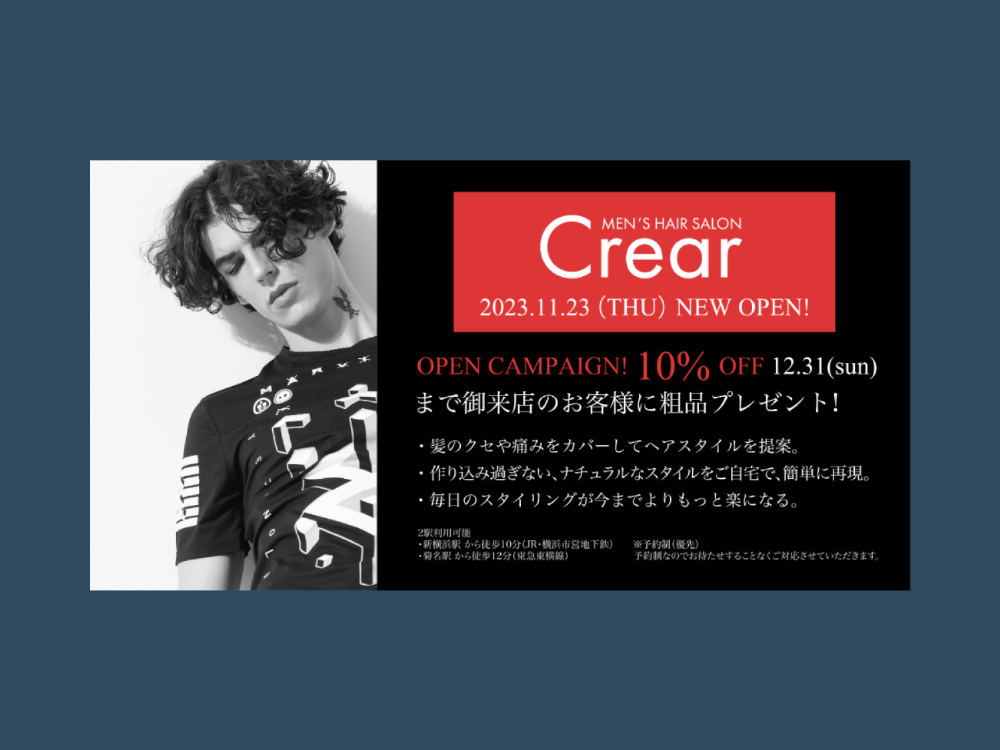 MEN'S HAIR SALON
Crear
2023.11.23 (THU) NEW OPEN!
OPEN CAMPAIGN! 10% OFF 12.31(sun)
まで御来店のお客様に粗品プレゼント!
・髪のクセや痛みをカバーしてヘアスタイルを提案。
・作り込み過ぎない、ナチュラルなスタイルをご自宅で、簡単に再現。
・毎日のスタイリングが今までよりもっと楽になる。
2駅利用可能
・新横浜駅 から徒歩10分(JR・横浜市営地下鉄)
・菊名駅 から徒歩12分(東急東横線)
※予約制(優先)
予約制なのでお待たせすることなくご対応させていただきます。